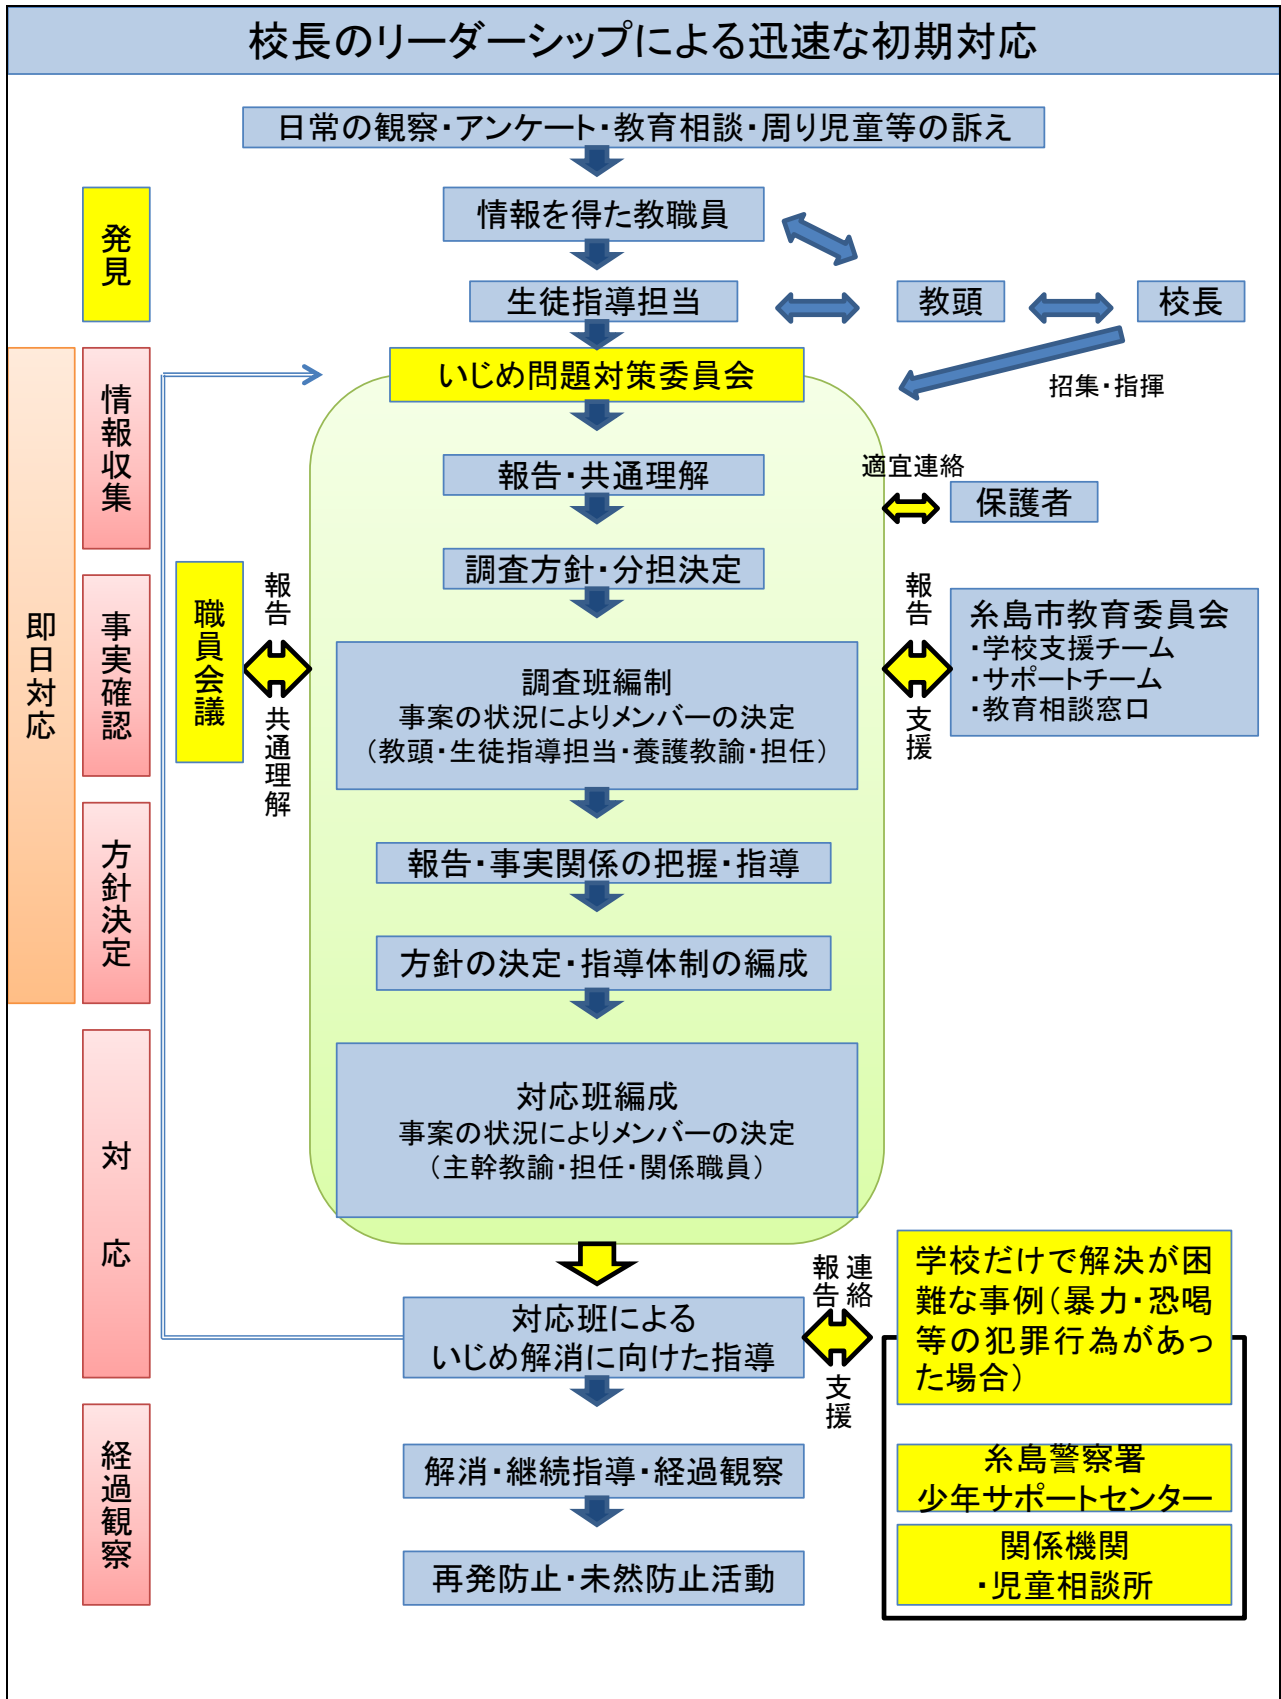 校長のリーダーシップによる迅速な初期対応
日常の観察・アンケート・教育相談・周り児童等の訴え
発見
情報を得た教職員
生徒指導担当
教頭
校長
招集・指揮
即日対応
情報収集
いじめ問題対策委員会
報告・共通理解
適宜連絡
保護者
調査方針・分担決定
事実確認
職員会議
報告
共通理解
調査班編制
事案の状況によりメンバーの決定
（教頭・生徒指導担当・養護教諭・担任）
報告
支援
糸島市教育委員会
・学校支援チーム
・サポートチーム
・教育相談窓口
方針決定
報告・事実関係の把握・指導
方針の決定・指導体制の編成
対応
対応班編成
事案の状況によりメンバーの決定
（主幹教諭・担任・関係職員）
対応班による
いじめ解消に向けた指導
連絡
報告
支援
学校だけで解決が困
難な事例（暴力・恐喝
等の犯罪行為があっ
た場合）
経過観察
解消・継続指導・経過観察
再発防止・未然防止活動
糸島警察署
少年サポートセンター
関係機関
・児童相談所